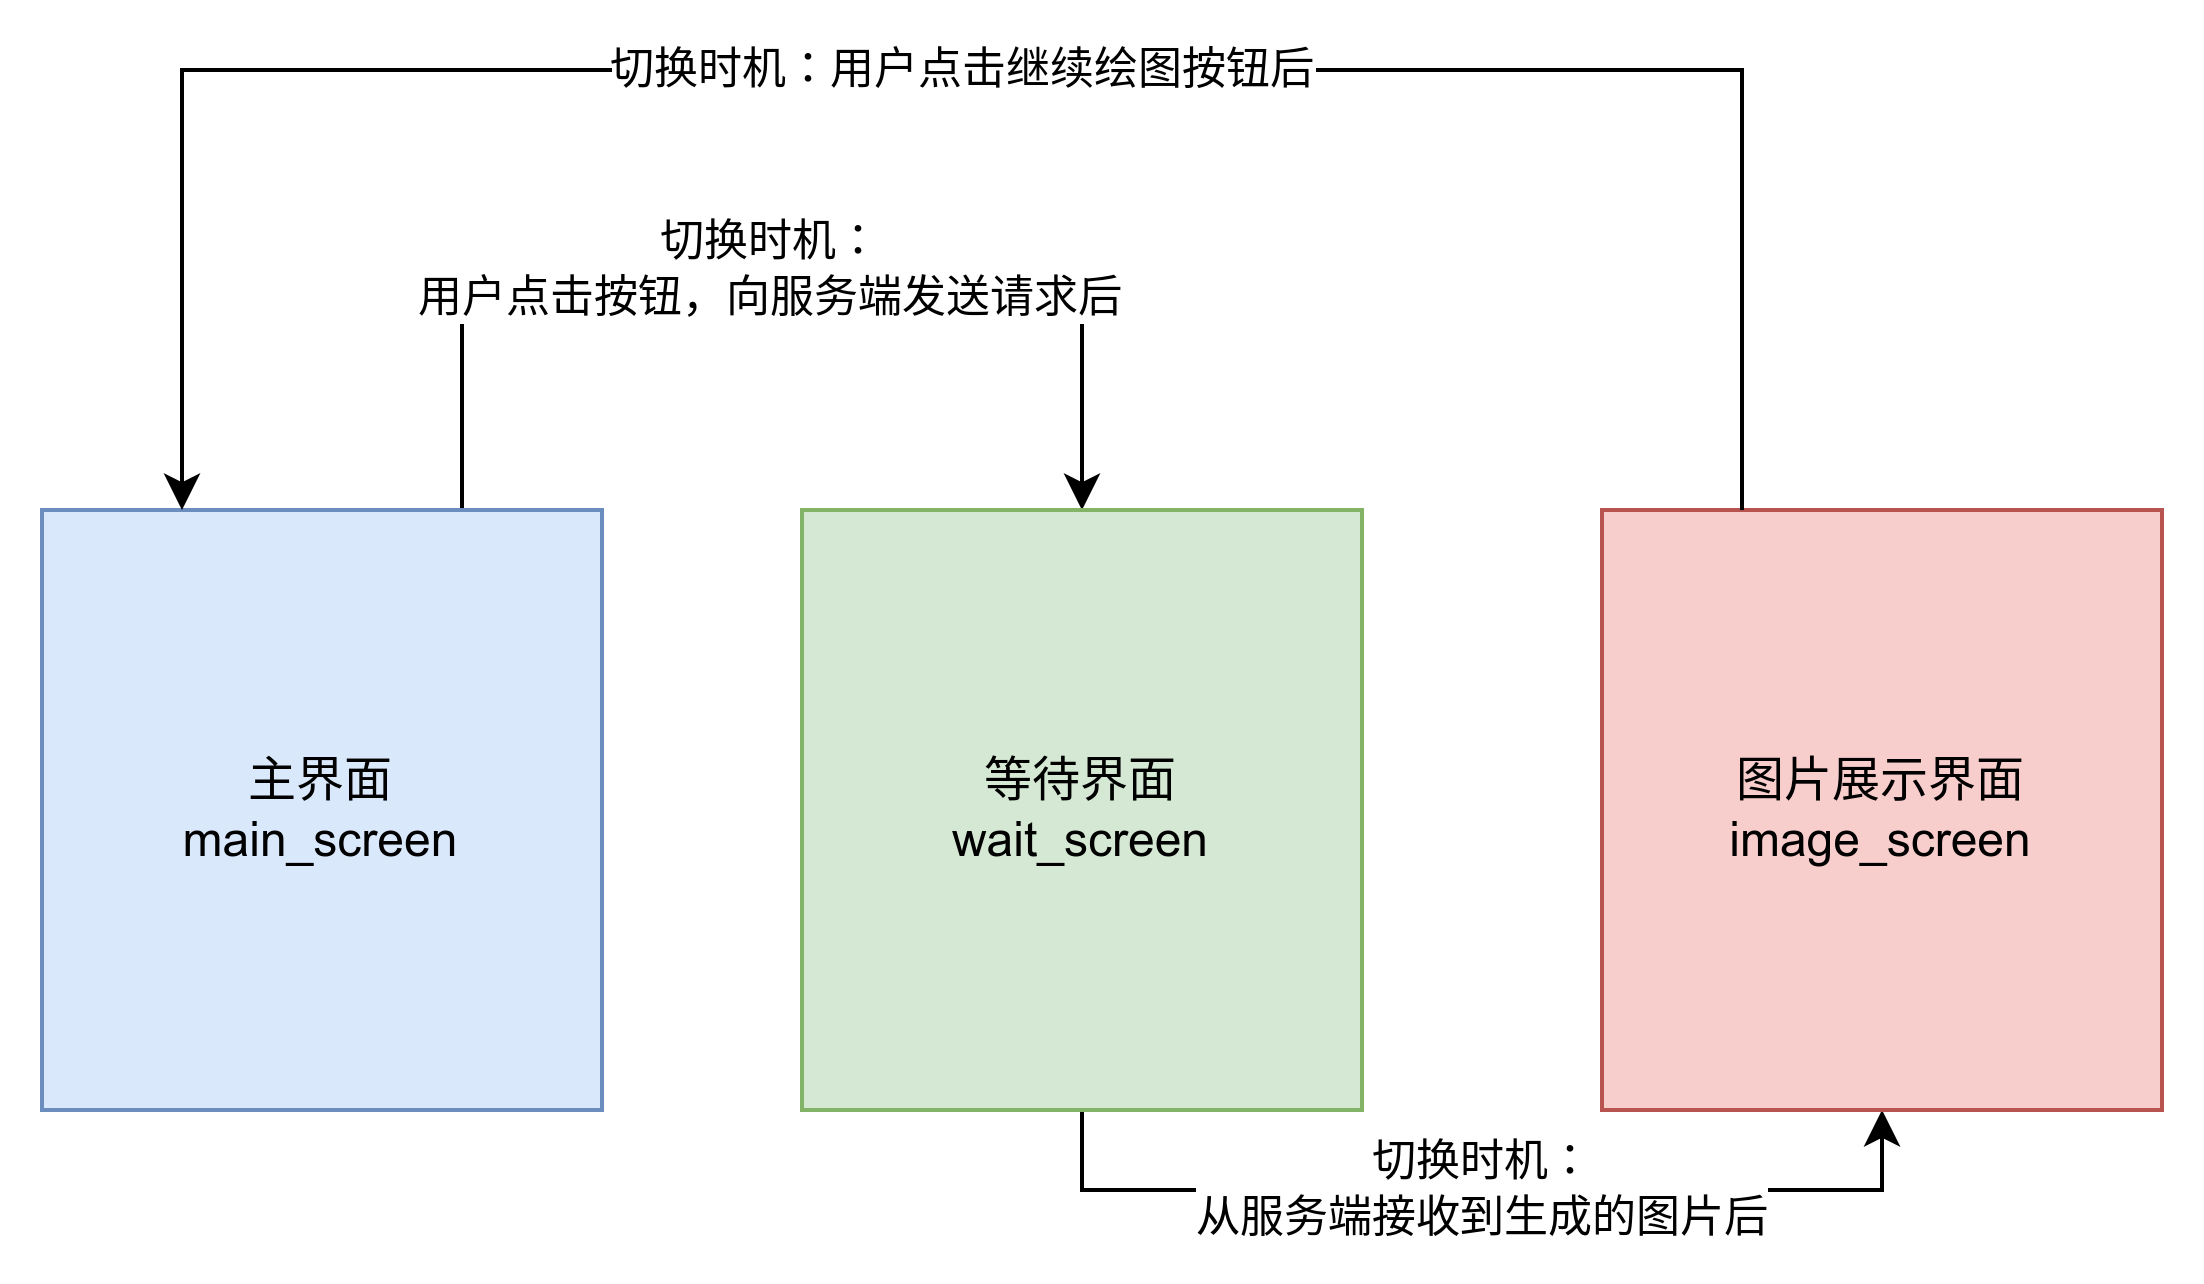 切换时机：用户点击继续绘图按钮后
切换时机：
用户点击按钮，向服务端发送请求后
主界面
main_screen
等待界面
wait_screen
图片展示界面
image_screen
切换时机：
从服务端接收到生成的图片后